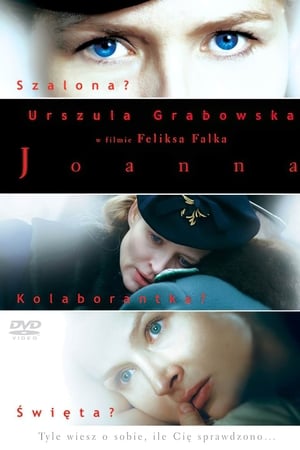 Szalona?
Urszula Grabowska
w filmie Feliksa Falka
Joanna
Kolaborantka?
DVD
VIDEO
Święta?
Tyle wiesz o sobie, ile Cię sprawdzono...